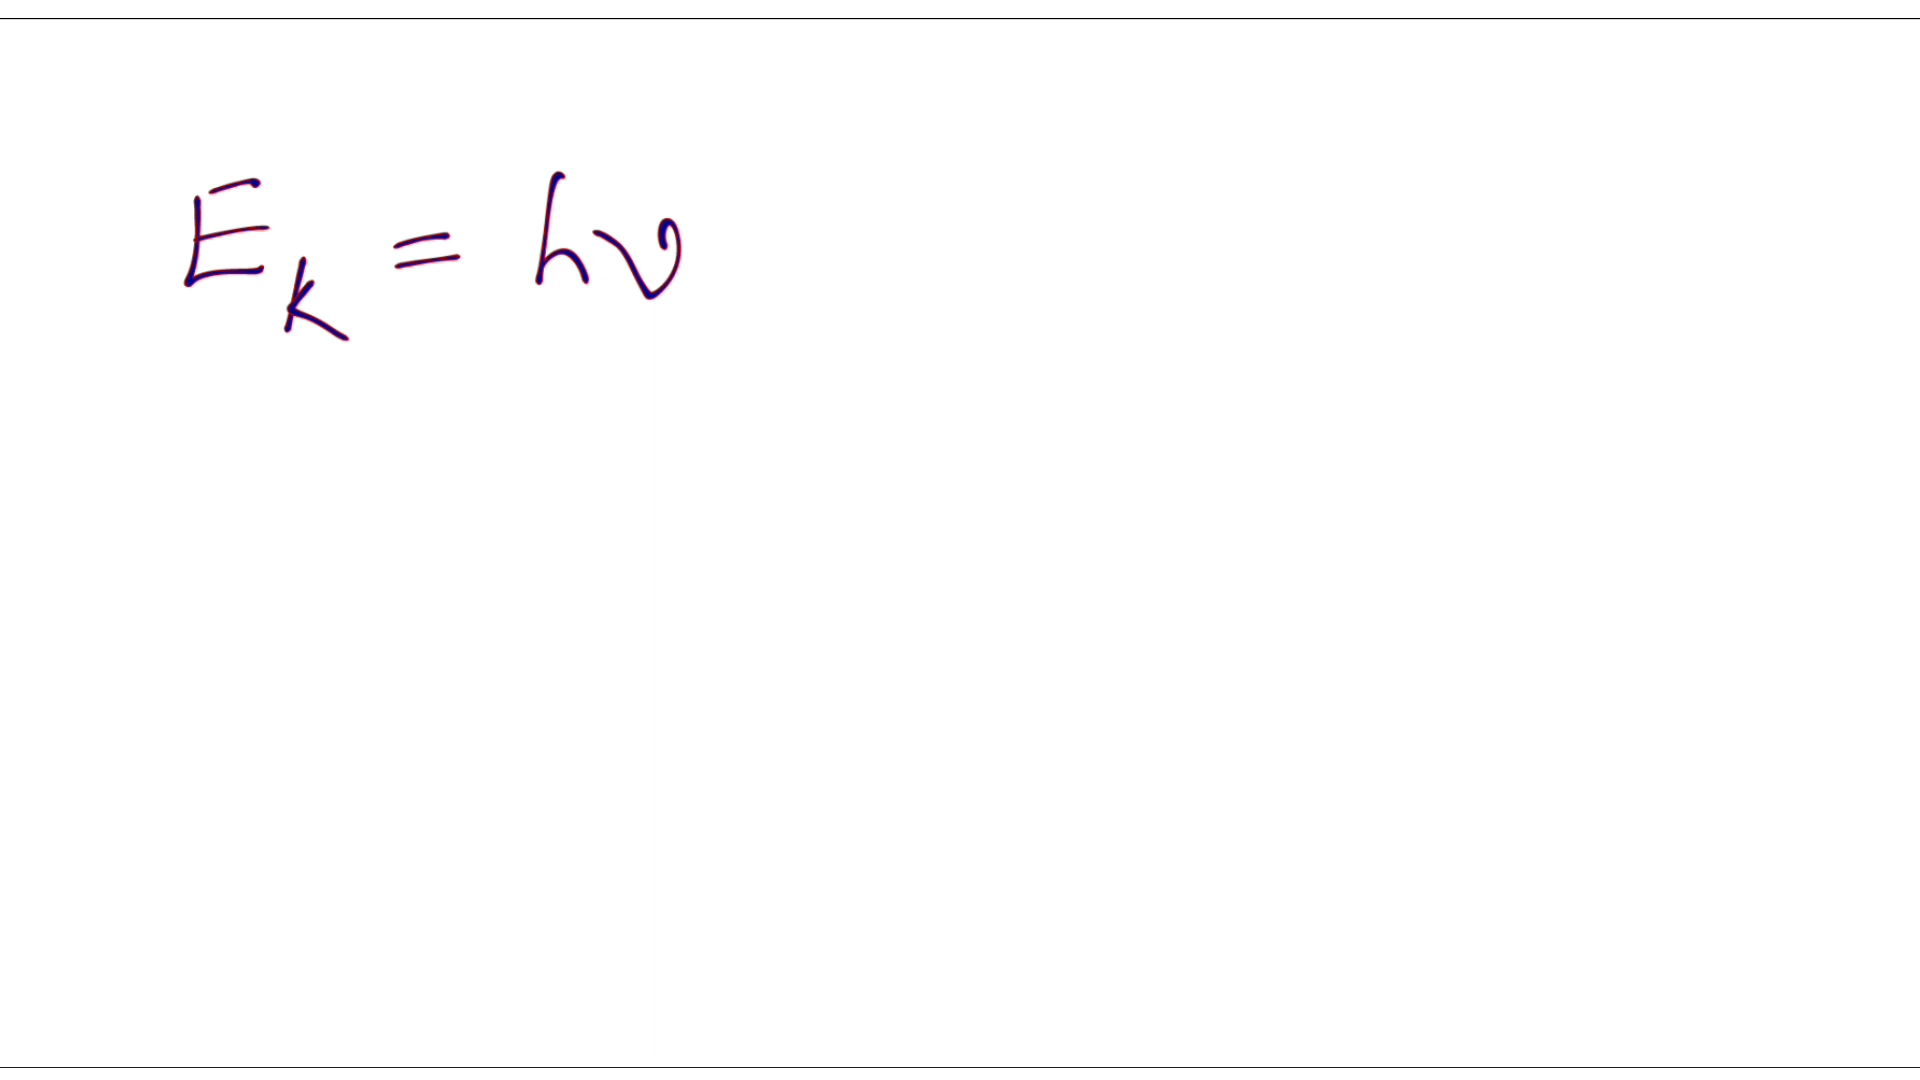 E_k = hν